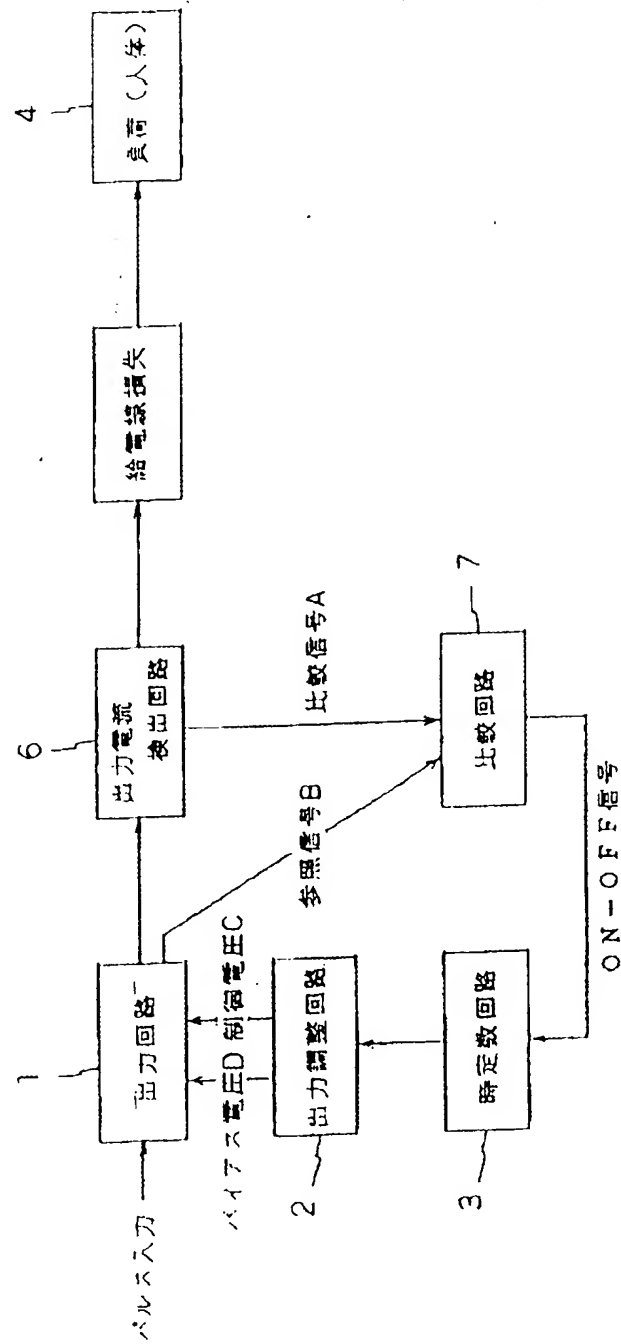 パルス入力
1
出力回路
6
出力電流
検出回路
給電線損失
4
負荷（人体）
バイアス電圧D
制御電圧C
参照信号B
比較信号A
2
出力調整回路
3
時定数回路
7
比較回路
ON-OFF信号